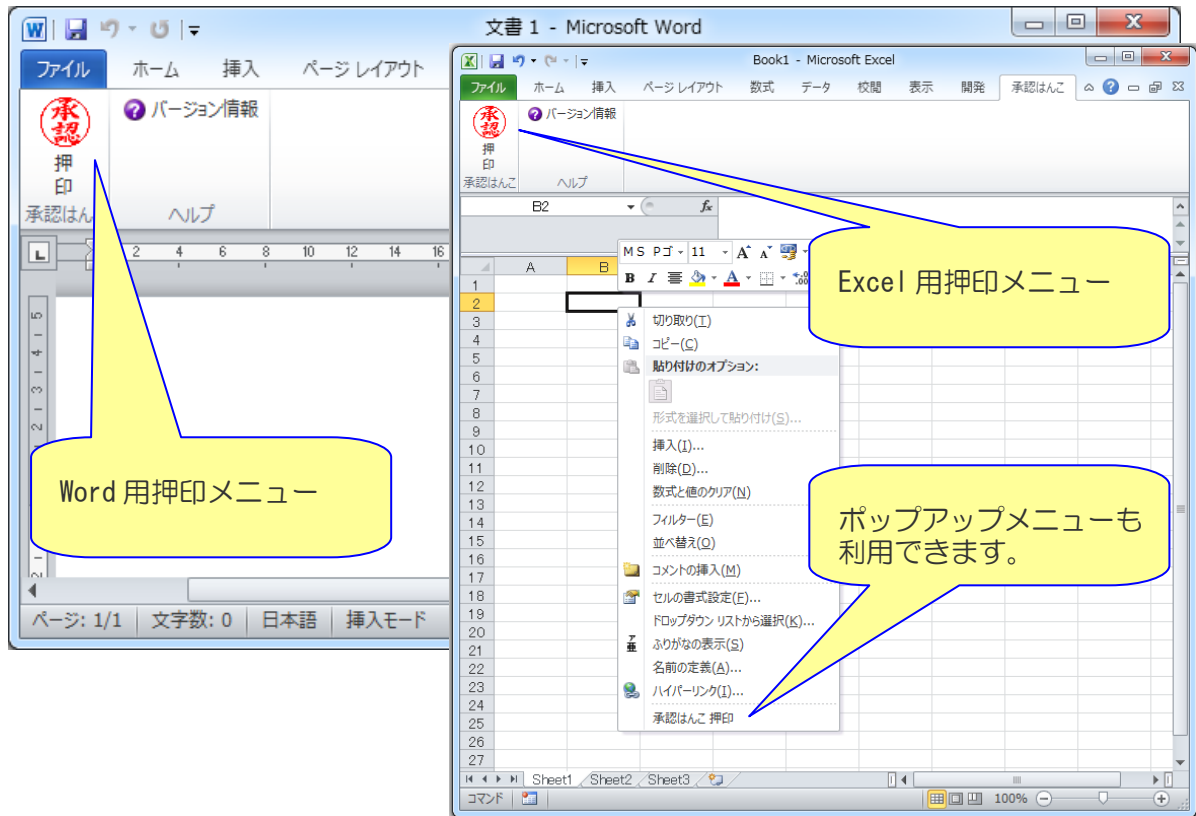 文書 1 - Microsoft Word
ファイル ホーム 挿入 ページ レイアウト
承認
押
印
承認はん
バージョン情報
ヘルプ
L
2 4 6 8 10 12 14 16
Word 用押印メニュー
ページ: 1/1 文字数: 0 日本語 挿入モード
Book1 - Microsoft Excel
ファイル ホーム 挿入 ページ レイアウト 数式 データ 校閲 表示 開発 承認はんこ
承認
押
印
承認はんこ
バージョン情報
ヘルプ
B2 fx
Excel 用押印メニュー
MS Pゴ 11 A A
B I A
A B
1
2
3
4
5
6
7
8
9
10
11
12
13
14
15
16
17
18
19
20
21
22
23
24
25
26
27
切り取り(T)
コピー(C)
貼り付けのオプション:
形式を選択して貼り付け(S)...
挿入(I)...
削除(D)...
数式と値のクリア(N)
フィルター(E)
並べ替え(O)
コメントの挿入(M)
セルの書式設定(F)...
ドロップダウン リストから選択(K)...
ふりがなの表示(S)
名前の定義(A)...
ハイパーリンク(I)...
承認はんこ 押印
ポップアップメニューも
利用できます。
Sheet1 Sheet2 Sheet3
コマンド 100%